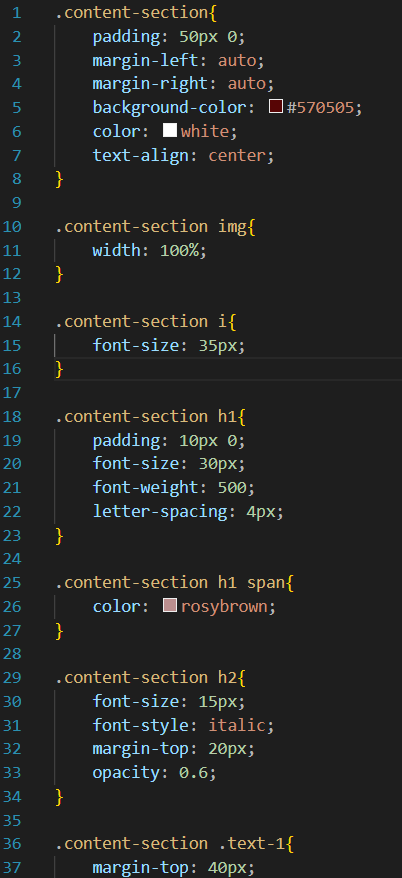 1 .content-section{
2 padding: 50px 0;
3 margin-left: auto;
4 margin-right: auto;
5 background-color: #570505;
6 color: white;
7 text-align: center;
8 }
9
10 .content-section img{
11 width: 100%;
12 }
13
14 .content-section i{
15 font-size: 35px;
16 }
17
18 .content-section h1{
19 padding: 10px 0;
20 font-size: 30px;
21 font-weight: 500;
22 letter-spacing: 4px;
23 }
24
25 .content-section h1 span{
26 color: rosybrown;
27 }
28
29 .content-section h2{
30 font-size: 15px;
31 font-style: italic;
32 margin-top: 20px;
33 opacity: 0.6;
34 }
35
36 .content-section .text-1{
37 margin-top: 40px;